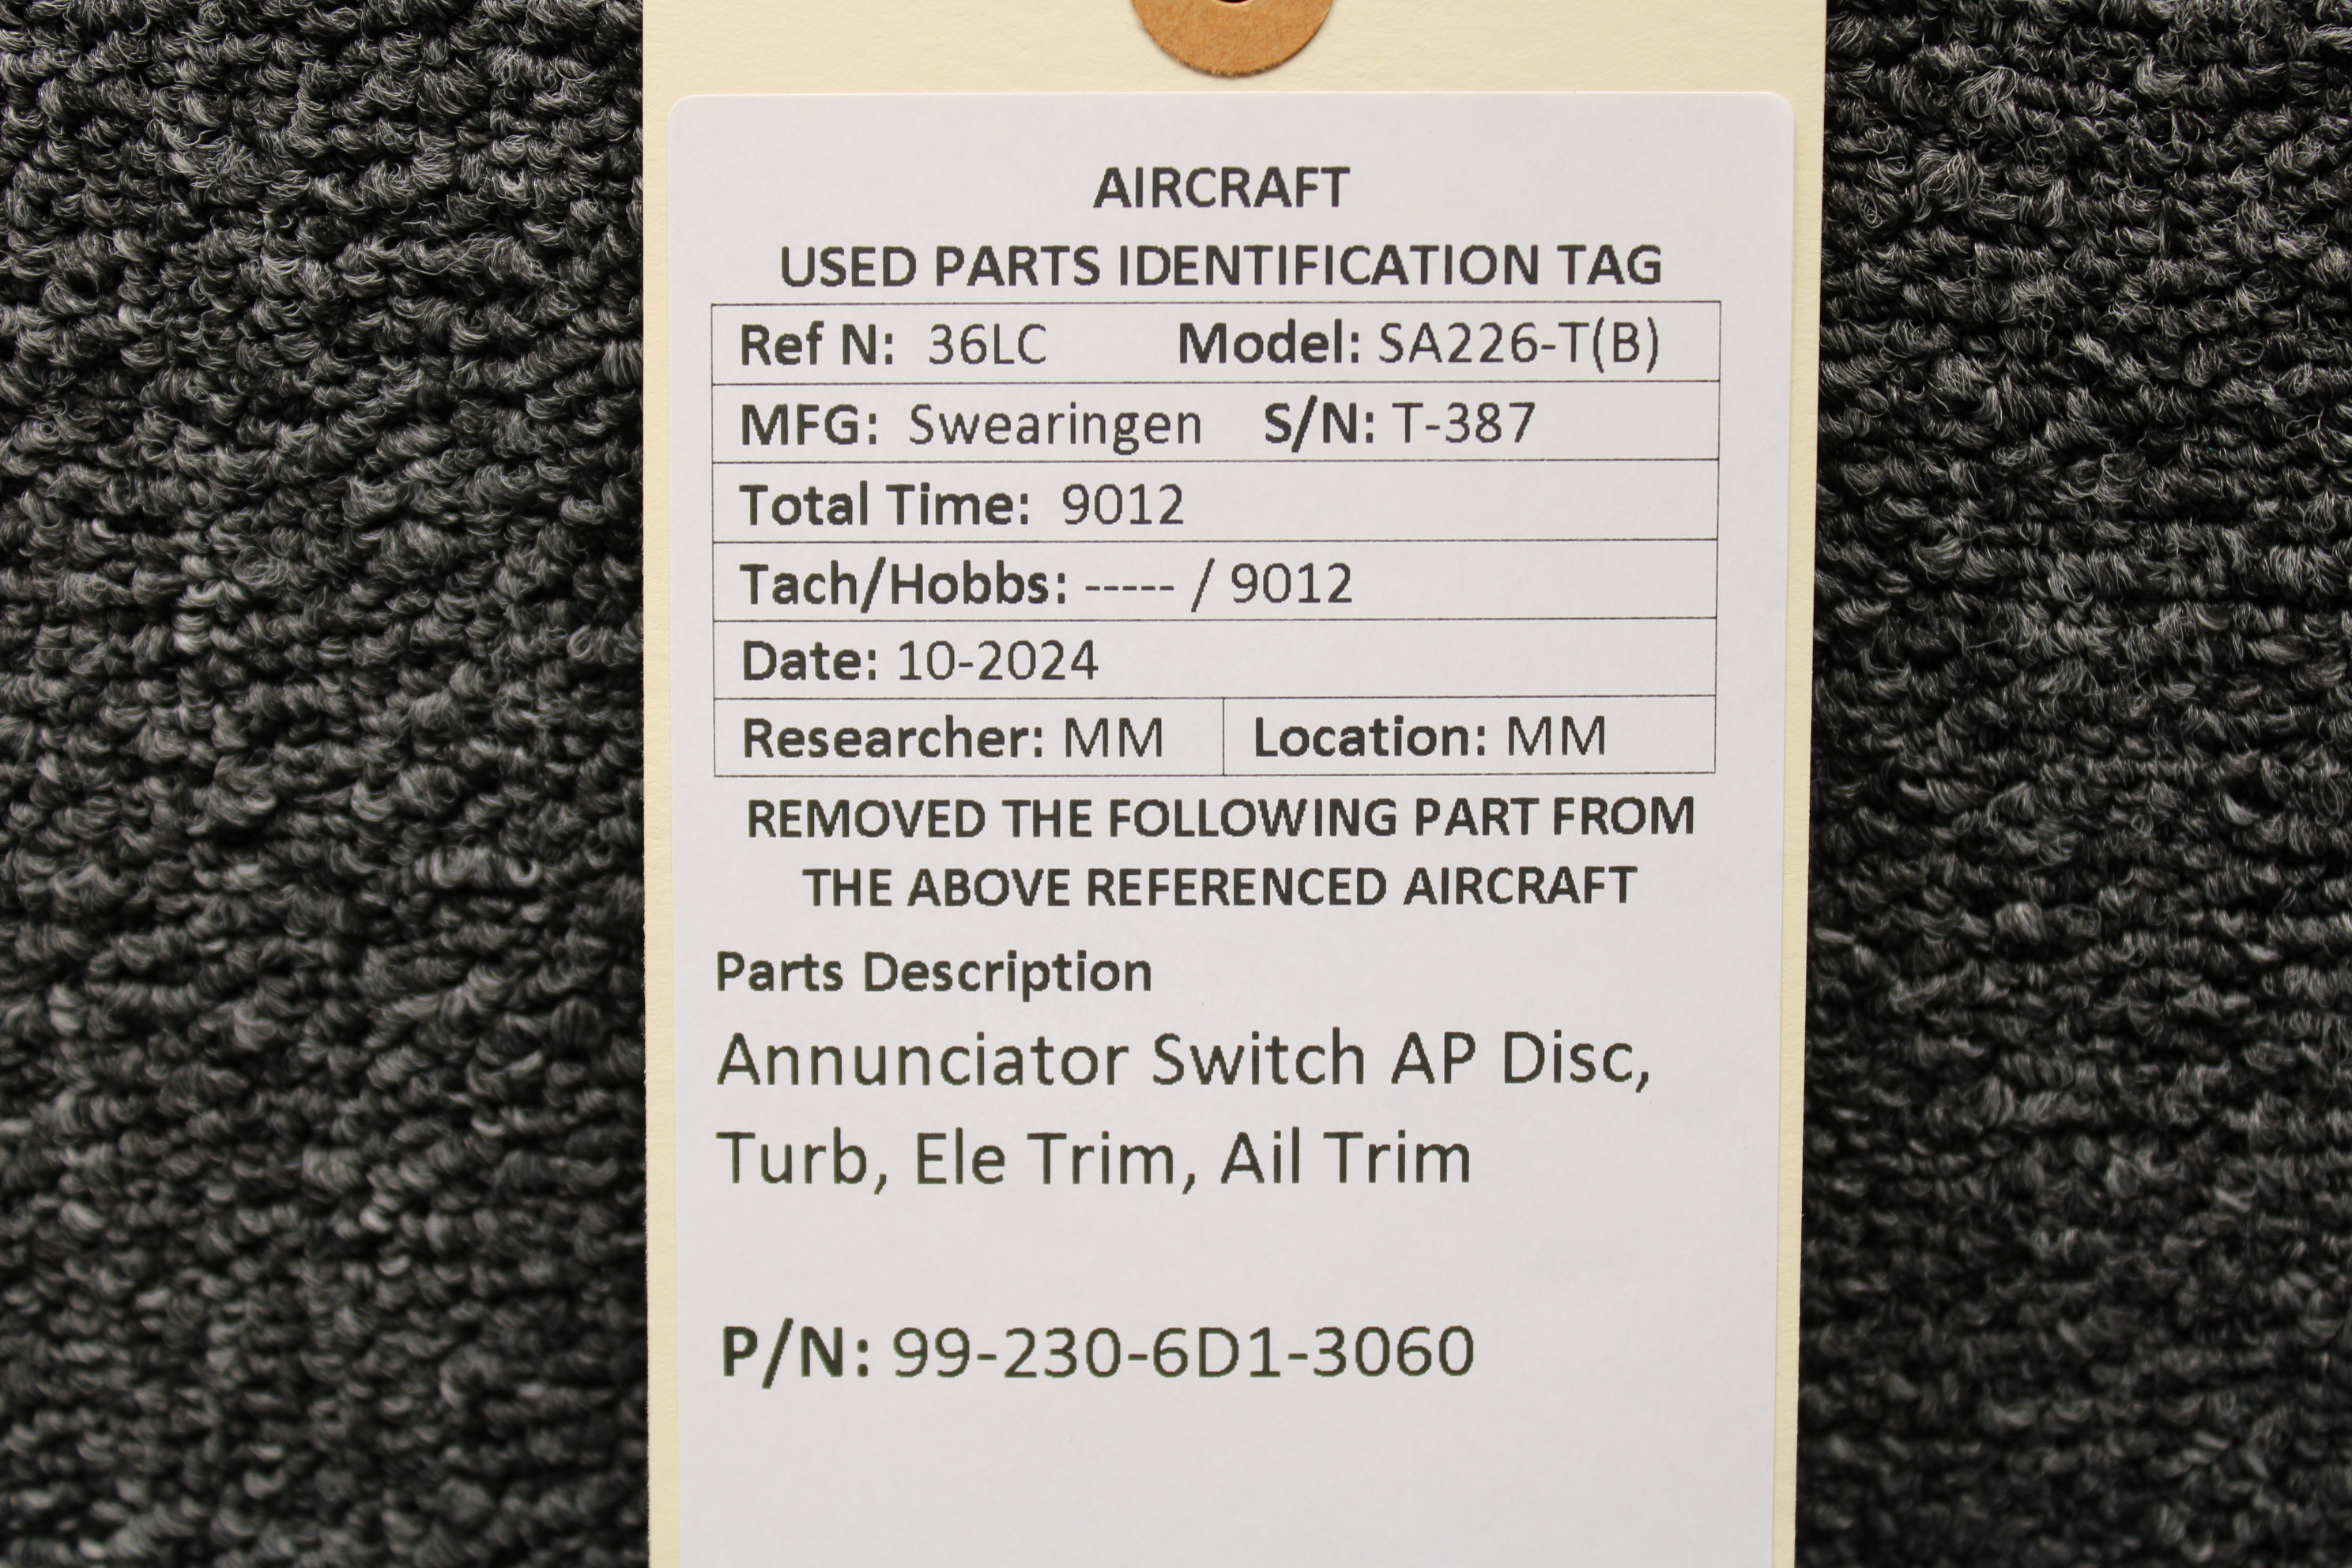 AIRCRAFT
USED PARTS IDENTIFICATION TAG
Ref N: 36LC Model: SA226-T(B)
MFG: Swearingen S/N: T-387
Total Time: 9012
Tach/Hobbs: ----- / 9012
Date: 10-2024
Researcher: MM Location: MM
REMOVED THE FOLLOWING PART FROM
THE ABOVE REFERENCED AIRCRAFT
Parts Description
Annunciator Switch AP Disc,
Turb, Ele Trim, Ail Trim
P/N: 99-230-6D1-3060